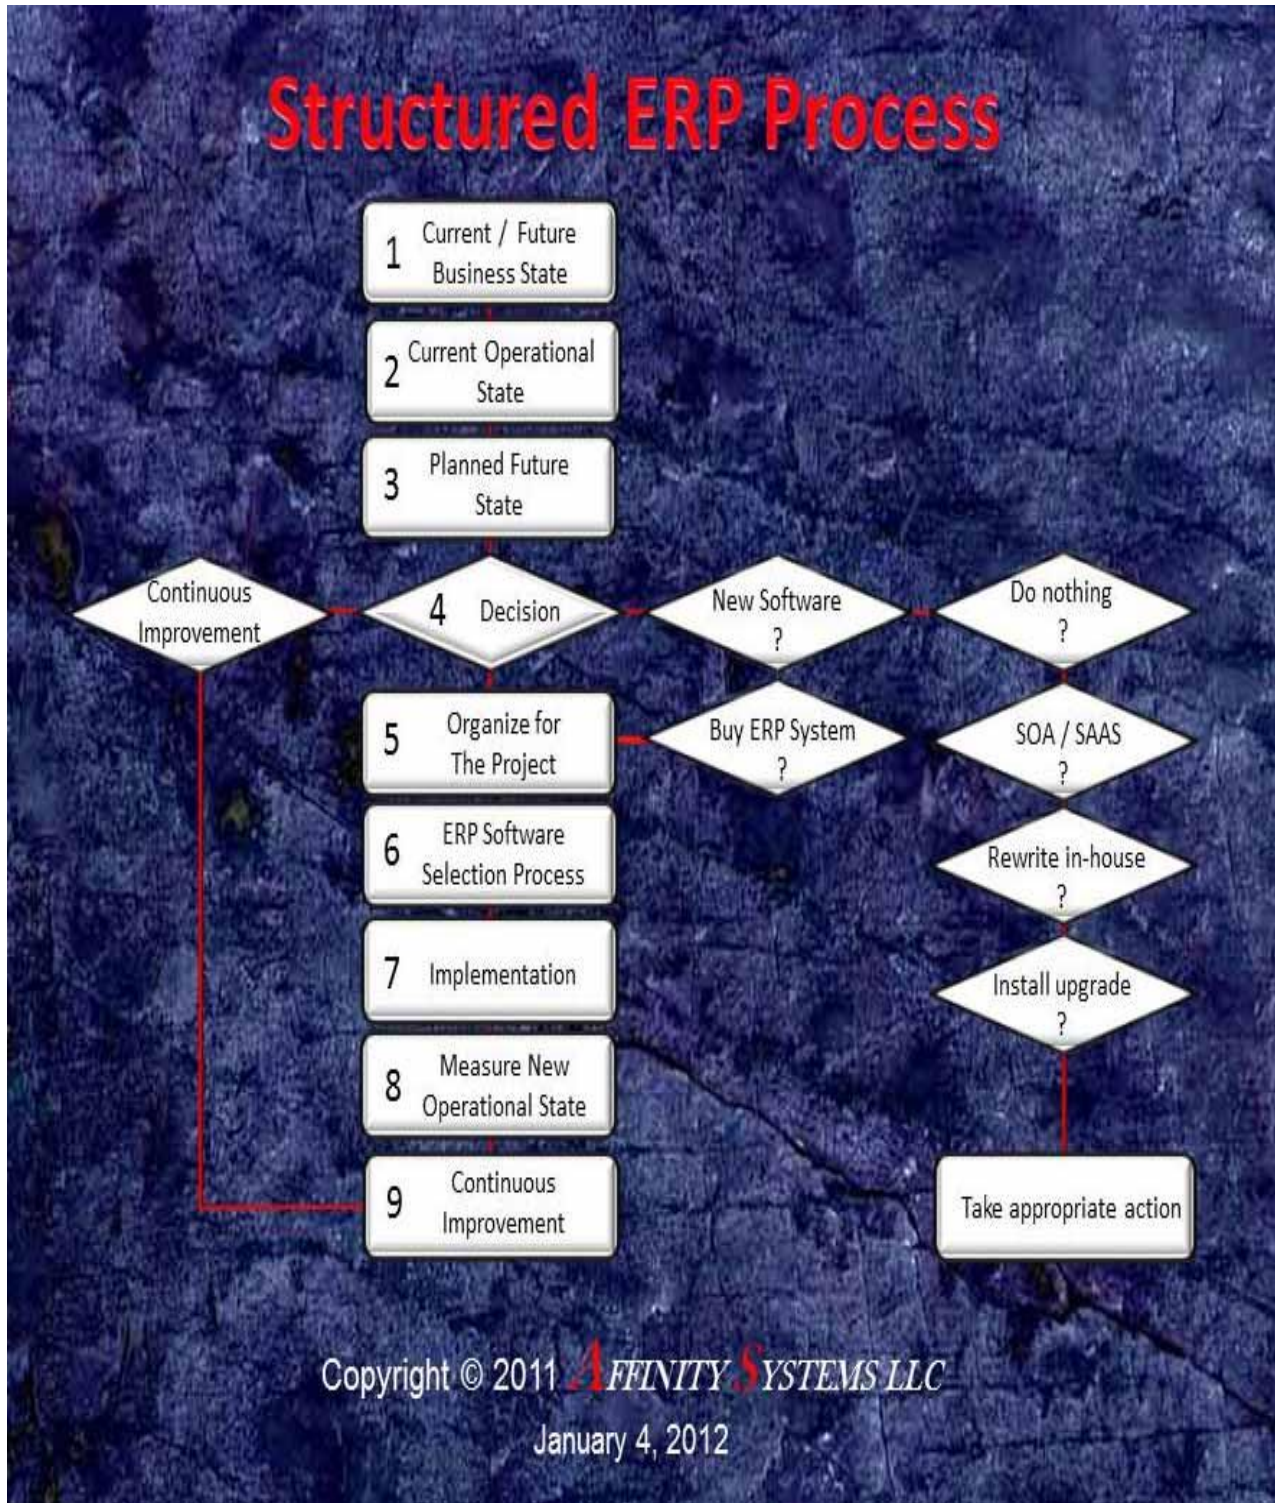 Structured ERP Process
1
Current / Future
Business State
2
Current Operational
State
3
Planned Future
State
Continuous
Improvement
4 Decision
New Software
?
Do nothing
?
5
Organize for
The Project
Buy ERP System
?
SOA / SAAS
?
6
ERP Software
Selection Process
Rewrite in-house
?
7 Implementation
Install upgrade
?
8
Measure New
Operational State
9
Continuous
Improvement
Take appropriate action
Copyright © 2011 AFFINITY SYSTEMS LLC
January 4, 2012